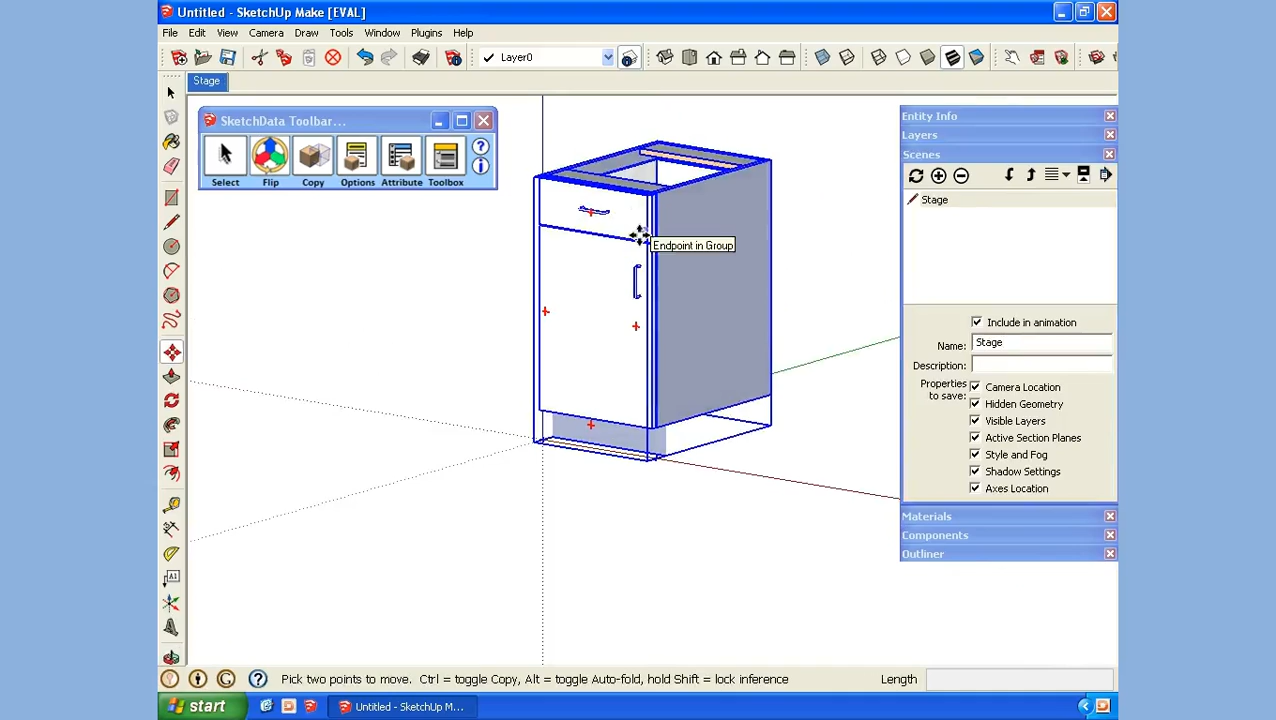 Untitled - SketchUp Make [EVAL]
File Edit View Camera Draw Tools Window Plugins Help
Layer0
Stage
SketchData Toolbar...
Select Flip Copy Options Attribute Toolbox
Endpoint in Group
Entity Info
Layers
Scenes
Stage
Include in animation
Name: Stage
Description:
Properties to save:
Camera Location
Hidden Geometry
Visible Layers
Active Section Planes
Style and Fog
Shadow Settings
Axes Location
Materials
Components
Outliner
Pick two points to move. Ctrl = toggle Copy, Alt = toggle Auto-fold, hold Shift = lock inference
Length
start
Untitled - SketchUp M...